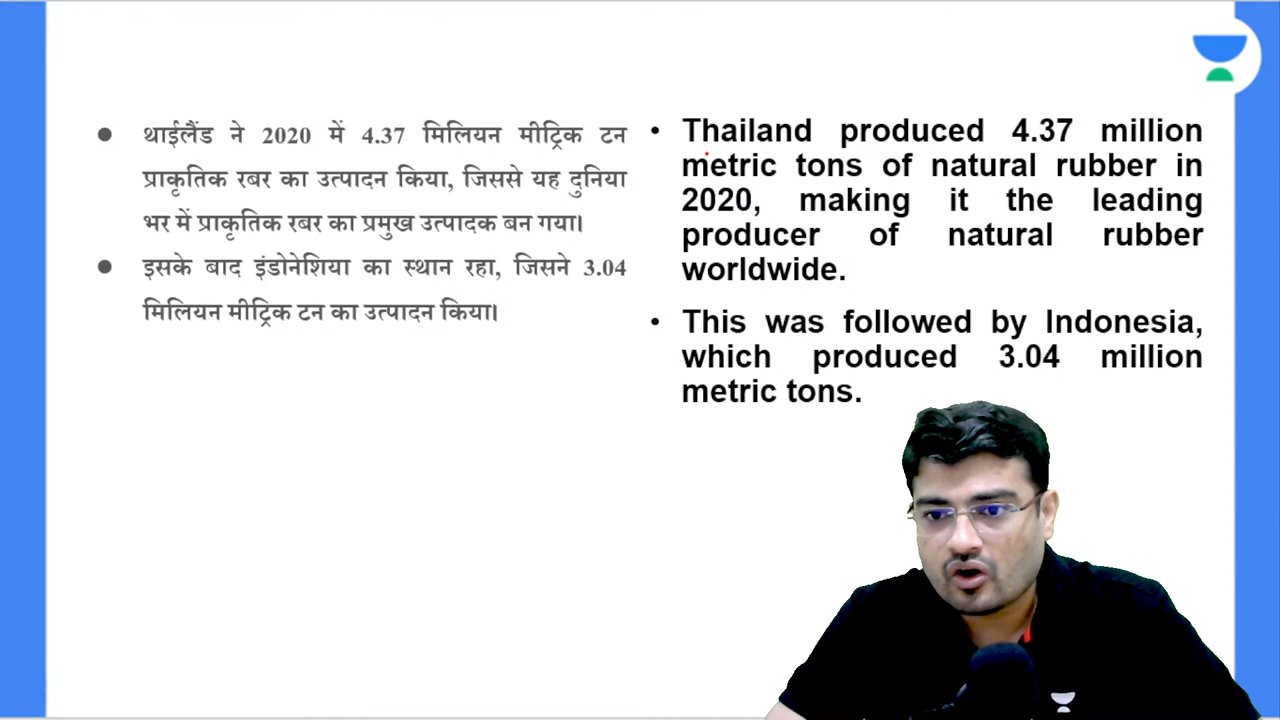 थाईलैंड ने 2020 में 4.37 मिलियन मीट्रिक टन
प्राकृतिक रबर का उत्पादन किया, जिससे यह दुनिया
भर में प्राकृतिक रबर का प्रमुख उत्पादक बन गया।
इसके बाद इंडोनेशिया का स्थान रहा, जिसने 3.04
मिलियन मीट्रिक टन का उत्पादन किया।
Thailand produced 4.37 million
metric tons of natural rubber in
2020, making it the leading
producer of natural rubber
worldwide.
This was followed by Indonesia,
which produced 3.04 million
metric tons.